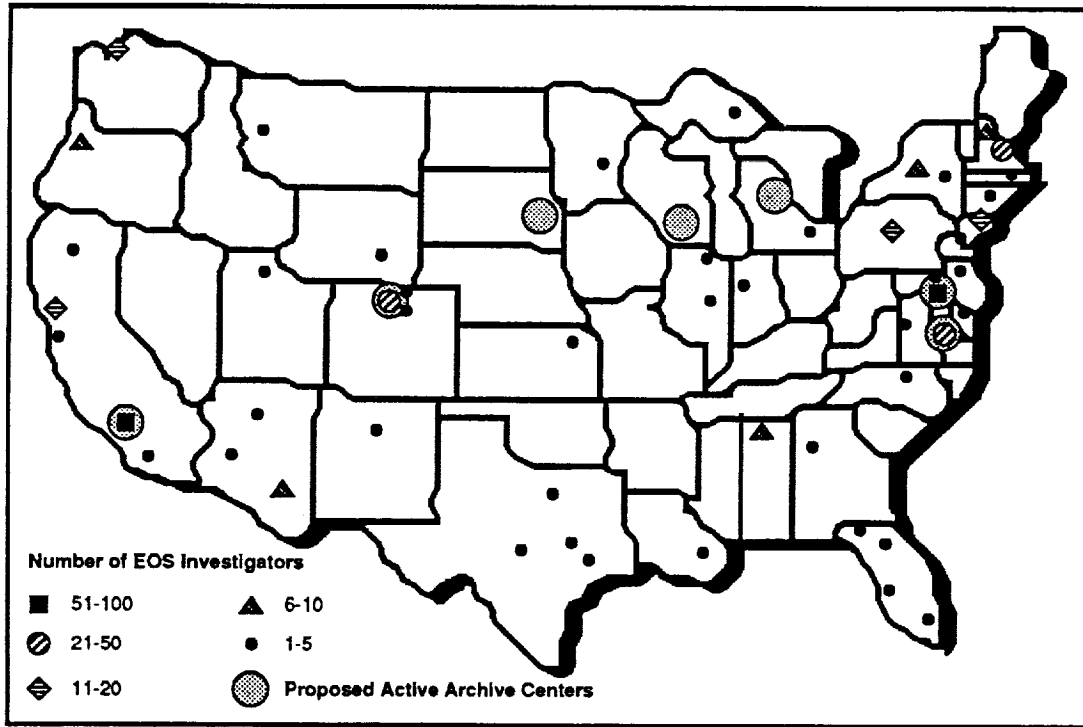 Number of EOS Investigators
51-100
6-10
21-50
1-5
11-20
Proposed Active Archive Centers